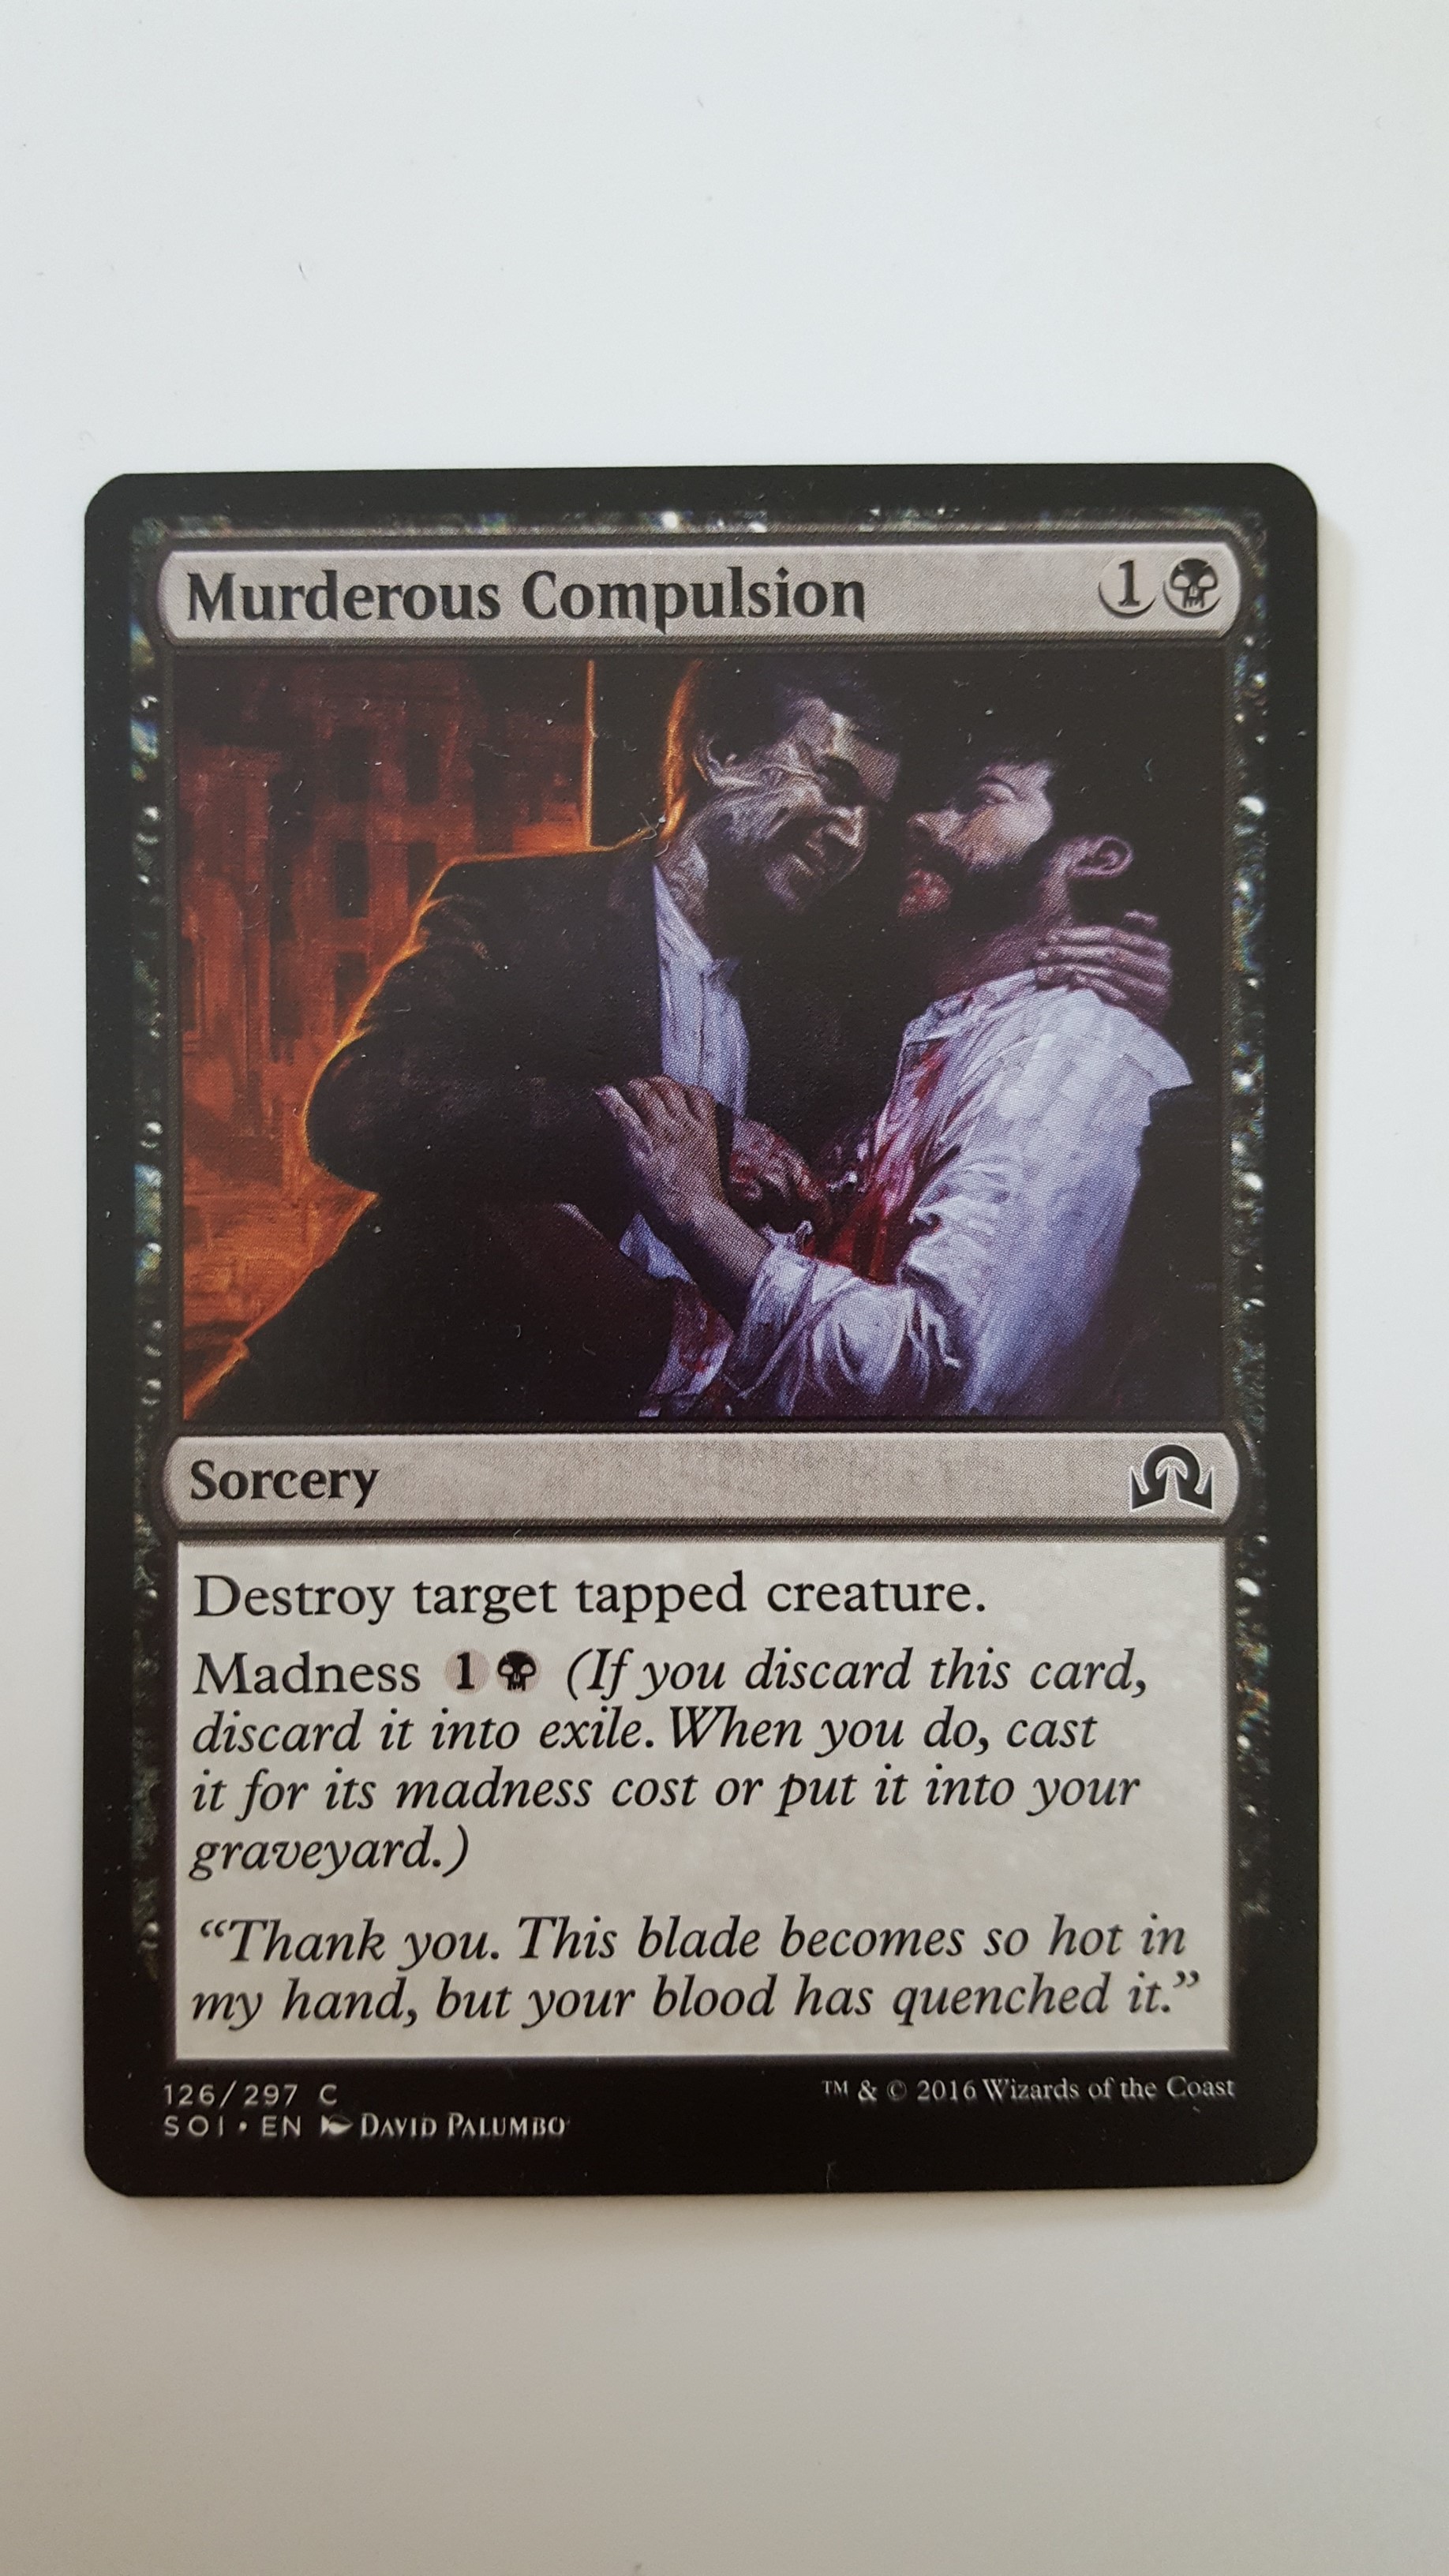 Murderous Compulsion 1
Sorcery
Destroy target tapped creature.
Madness 1 (If you discard this card,
discard it into exile. When you do, cast
it for its madness cost or put it into your
graveyard.)
“Thank you. This blade becomes so hot in
my hand, but your blood has quenched it.”
126/297 C
™ & © 2016 Wizards of the Coast
SOI • EN DAVID PALUMBO